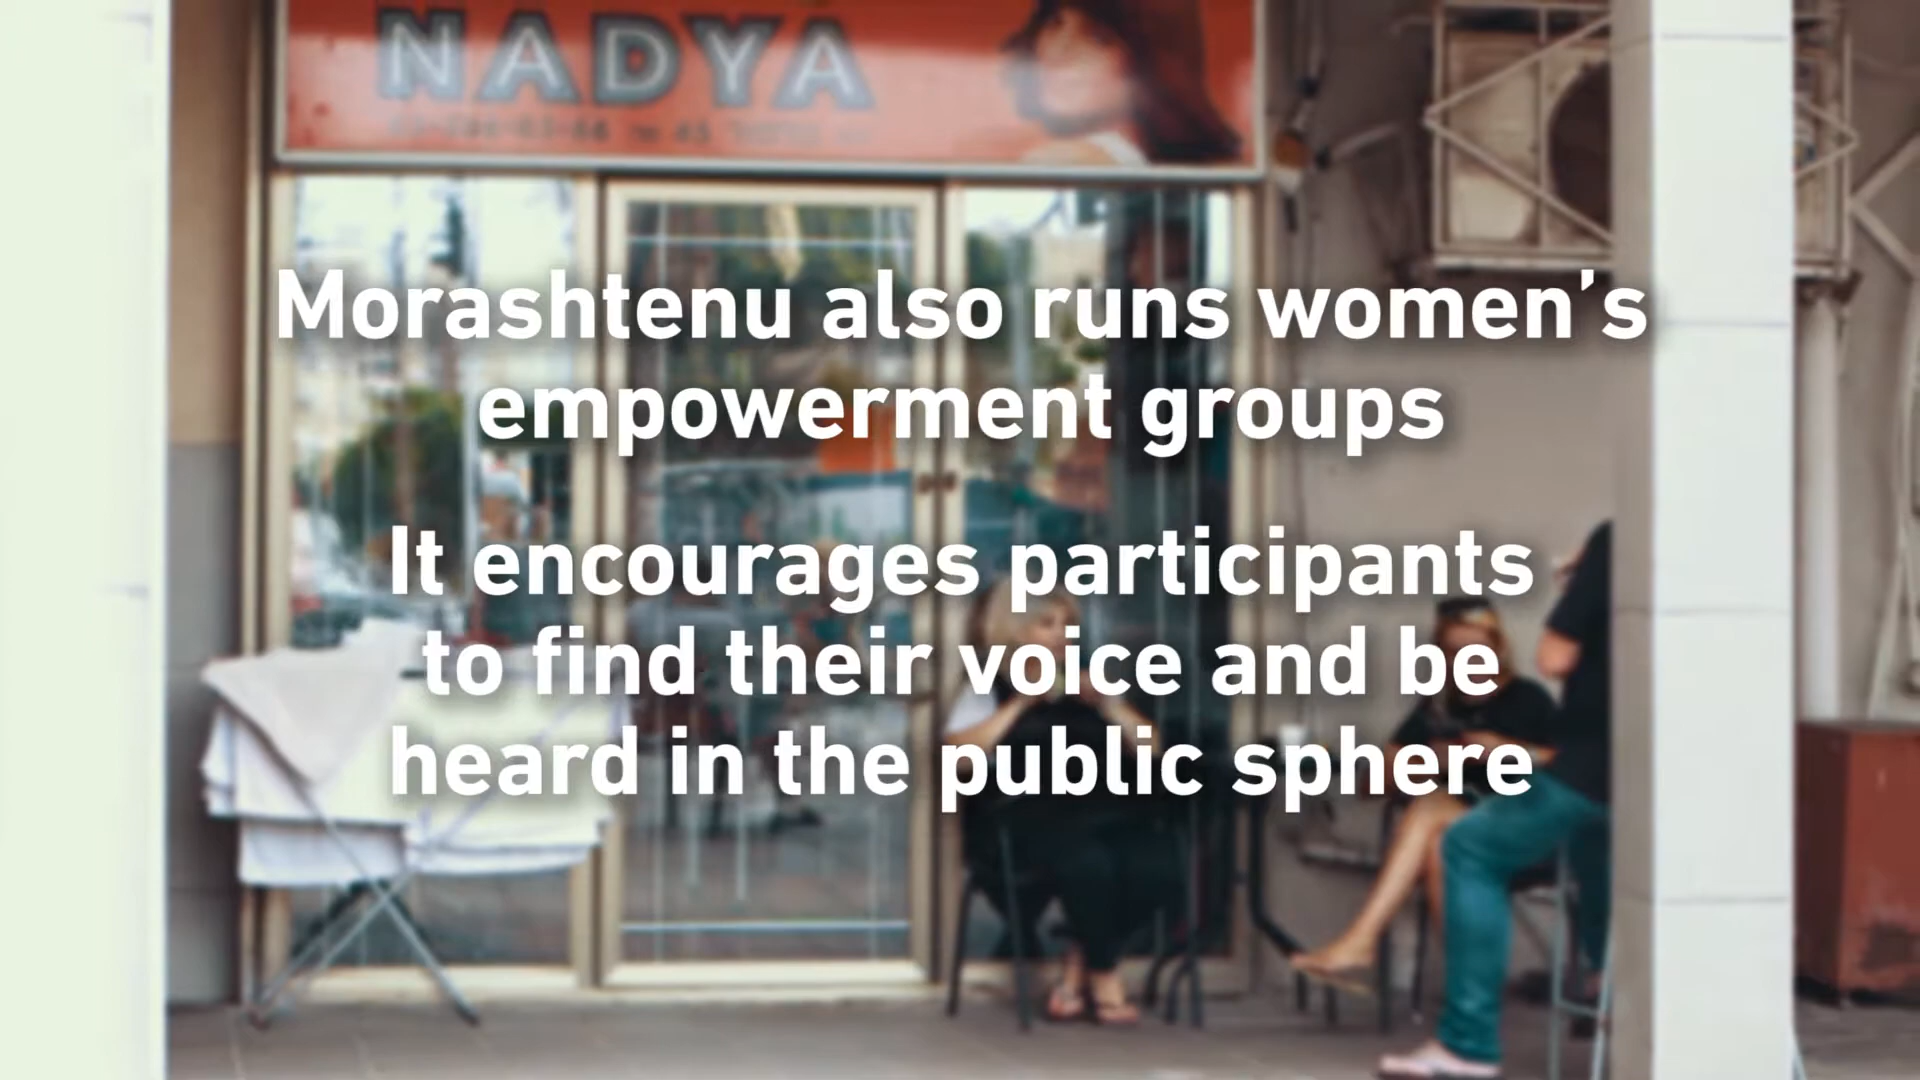 NADYA
Morashtenu also runs women's
empowerment groups
It encourages participants
to find their voice and be
heard in the public sphere